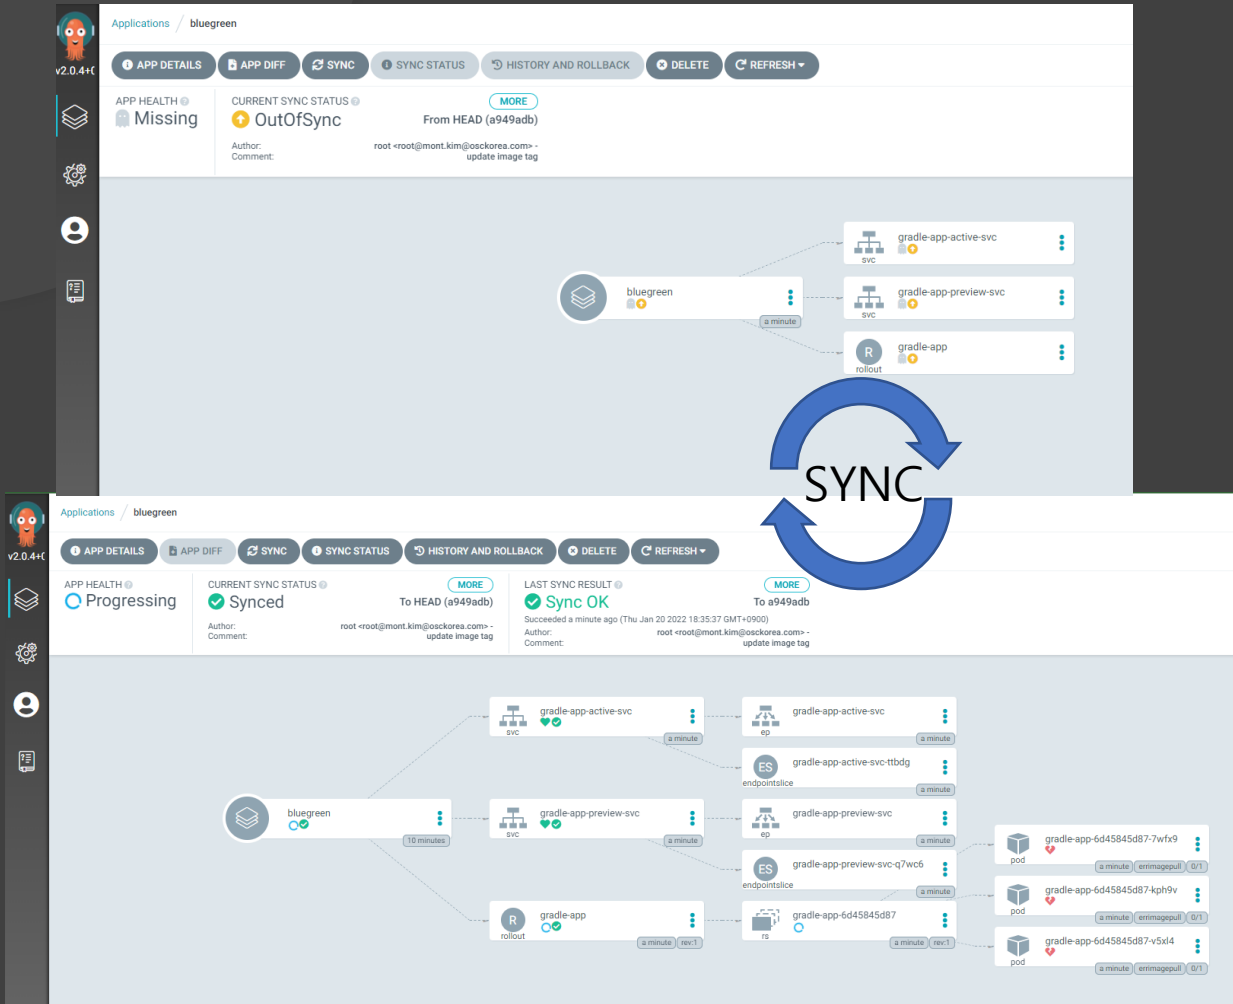 Applications / bluegreen
v2.0.4+(
APP DETAILS APP DIFF SYNC SYNC STATUS HISTORY AND ROLLBACK DELETE REFRESH
APP HEALTH CURRENT SYNC STATUS MORE
Missing OutOfSync From HEAD (a949adb)
Author: root <root@mont.kim@osckorea.com> -
Comment: update image tag
gradle-app-active-svc
svc
bluegreen
a minute
gradle-app-preview-svc
svc
R gradle-app
rollout
SYNC
Applications / bluegreen
v2.0.4+(
APP DETAILS APP DIFF SYNC SYNC STATUS HISTORY AND ROLLBACK DELETE REFRESH
APP HEALTH CURRENT SYNC STATUS MORE LAST SYNC RESULT MORE
Progressing Synced To HEAD (a949adb) Sync OK To a949adb
Succeeded a minute ago (Thu Jan 20 2022 18:35:37 GMT+0900)
Author: root <root@mont.kim@osckorea.com> - Author: root <root@mont.kim@osckorea.com> -
Comment: update image tag Comment: update image tag
gradle-app-active-svc gradle-app-active-svc
svc a minute ep a minute
ES gradle-app-active-svc-ttbdg
endpointslice a minute
bluegreen gradle-app-preview-svc gradle-app-preview-svc
10 minutes svc a minute ep a minute
gradle-app-6d45845d87-7wfx9
pod a minute errimagepull 0/1
ES gradle-app-preview-svc-q7wc6
endpointslice a minute
gradle-app-6d45845d87-kph9v
pod a minute errimagepull 0/1
R gradle-app gradle-app-6d45845d87
rollout a minute rev:1 rs a minute rev:1
gradle-app-6d45845d87-v5xl4
pod a minute errimagepull 0/1